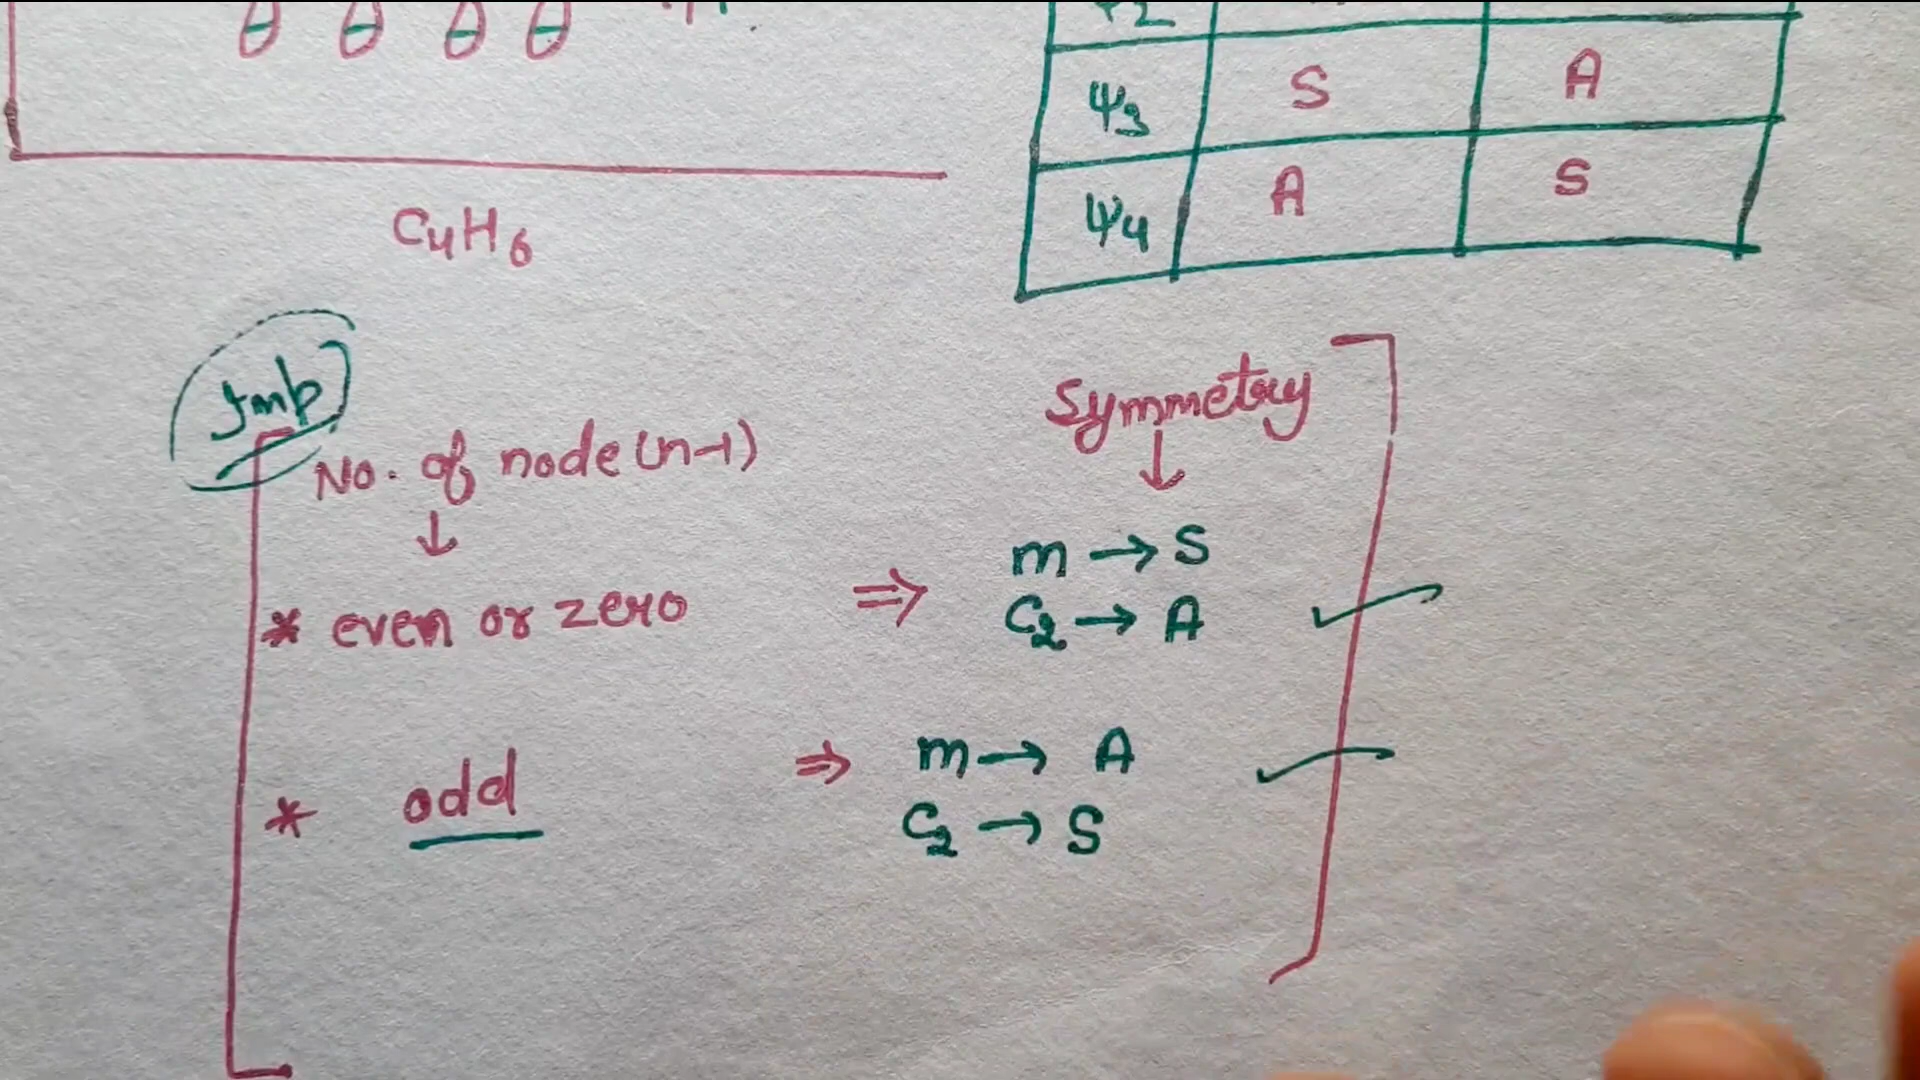 ψ3 S A
ψ4 A S
C4H6
Imp
No. of node (n-1)
↓
Symmetry
↓
* even or zero ⇒ m → S
C2 → A
* odd ⇒ m → A
C2 → S